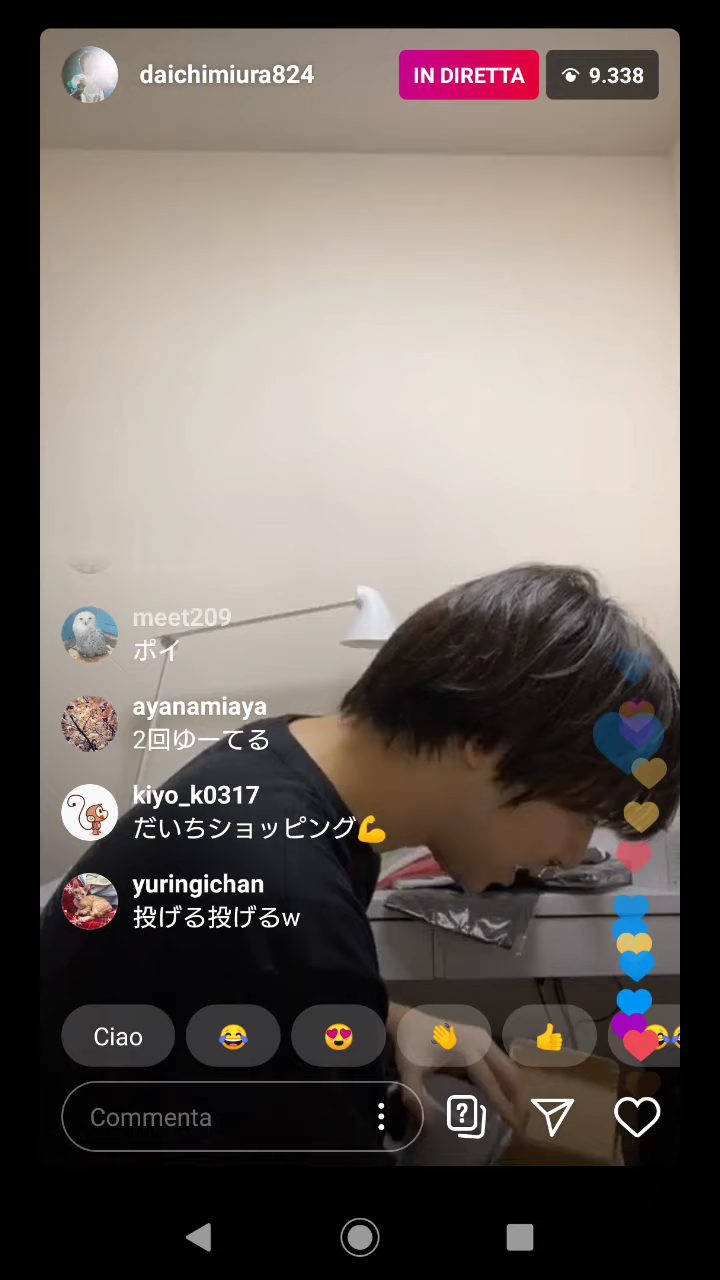 daichimiura824
IN DIRETTA
9.338
meet209
ポイ
ayanamiaya
2回ゆーてる
kiyo_k0317
だいちショッピング💪
yuringichan
投げる投げるw
Ciao
Commenta